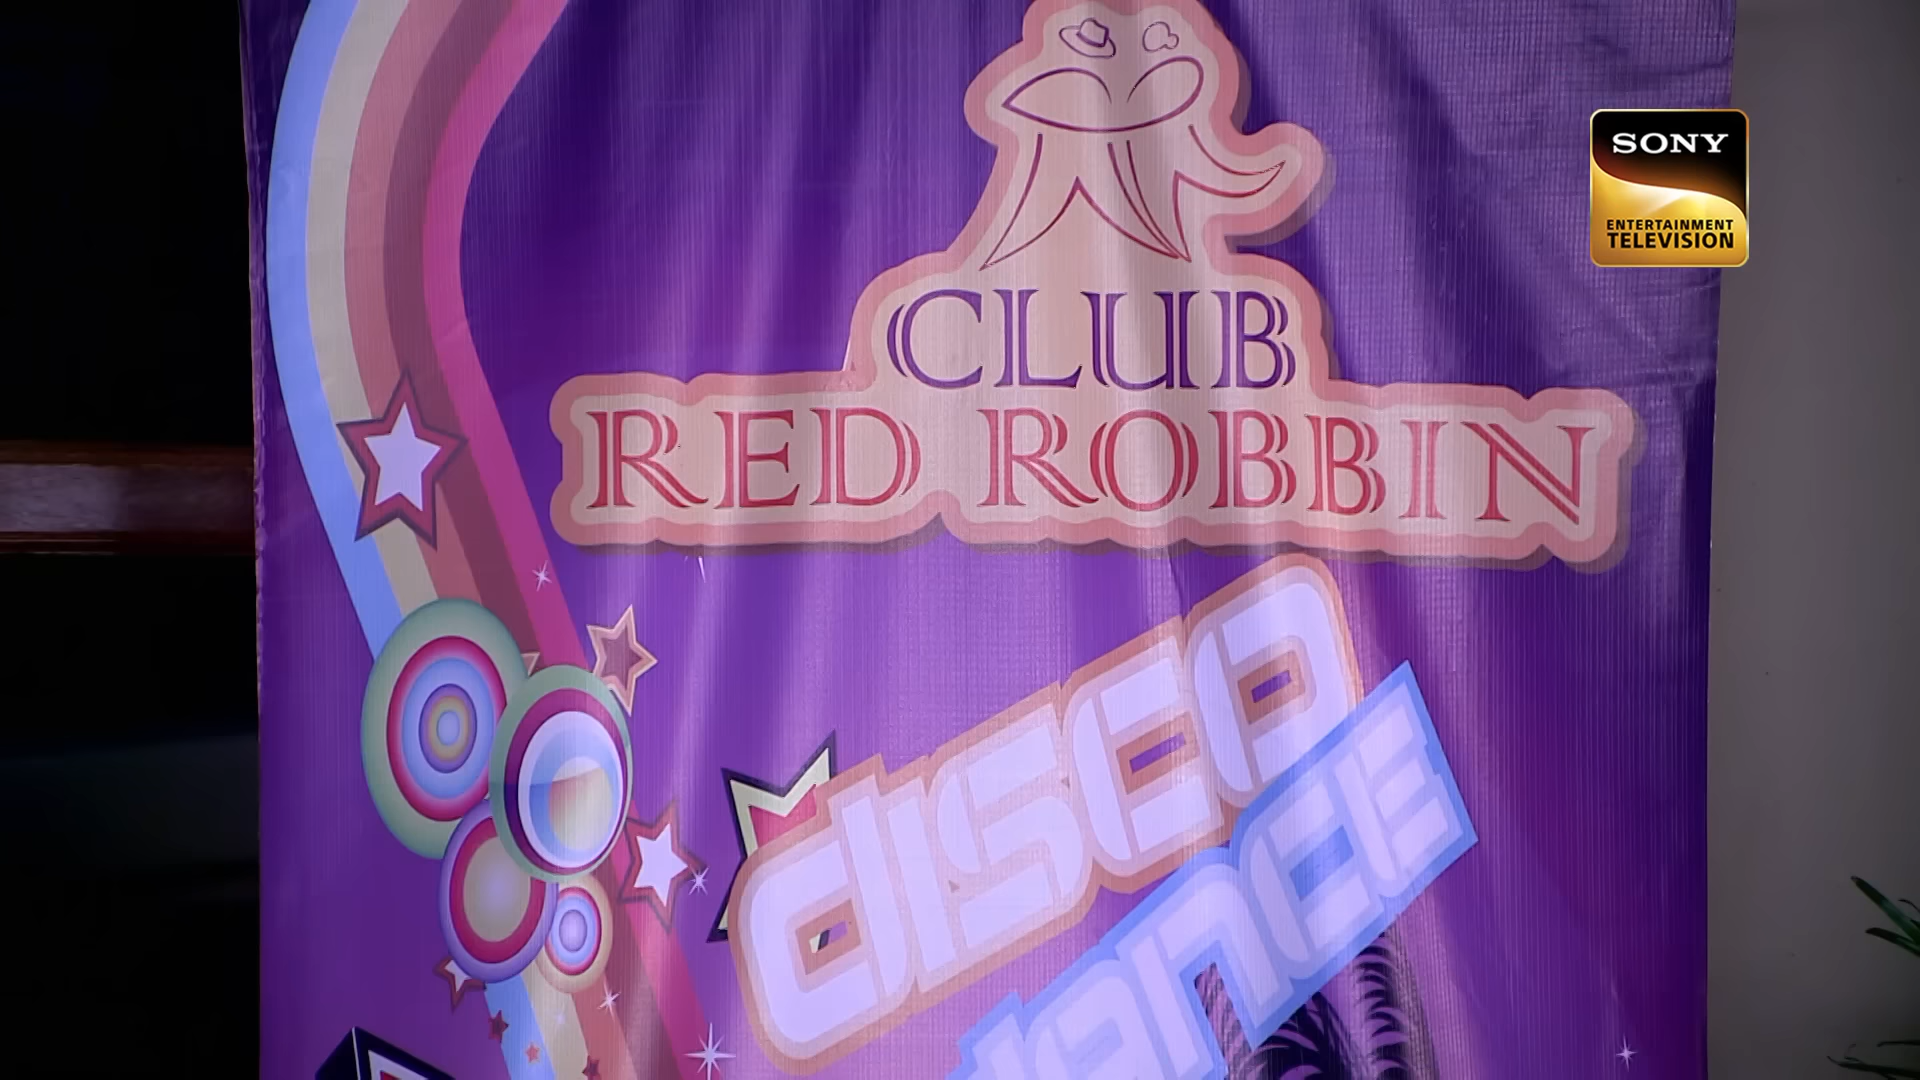 SONY
ENTERTAINMENT
TELEVISION
CLUB
RED ROBBIN
DISCO
DANCE